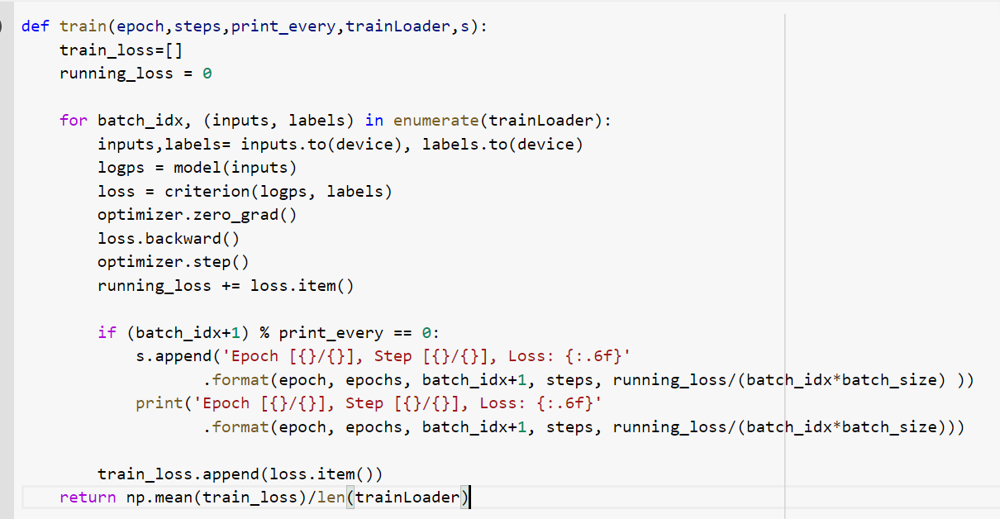 def train(epoch,steps,print_every,trainLoader,s):
    train_loss=[]
    running_loss = 0

    for batch_idx, (inputs, labels) in enumerate(trainLoader):
        inputs,labels= inputs.to(device), labels.to(device)
        logps = model(inputs)
        loss = criterion(logps, labels)
        optimizer.zero_grad()
        loss.backward()
        optimizer.step()
        running_loss += loss.item()

        if (batch_idx+1) % print_every == 0:
            s.append('Epoch [{}/{}], Step [{}/{}], Loss: {:.6f}'
                   .format(epoch, epochs, batch_idx+1, steps, running_loss/(batch_idx*batch_size) ))
            print('Epoch [{}/{}], Step [{}/{}], Loss: {:.6f}'
                   .format(epoch, epochs, batch_idx+1, steps, running_loss/(batch_idx*batch_size)))

        train_loss.append(loss.item())
    return np.mean(train_loss)/len(trainLoader)